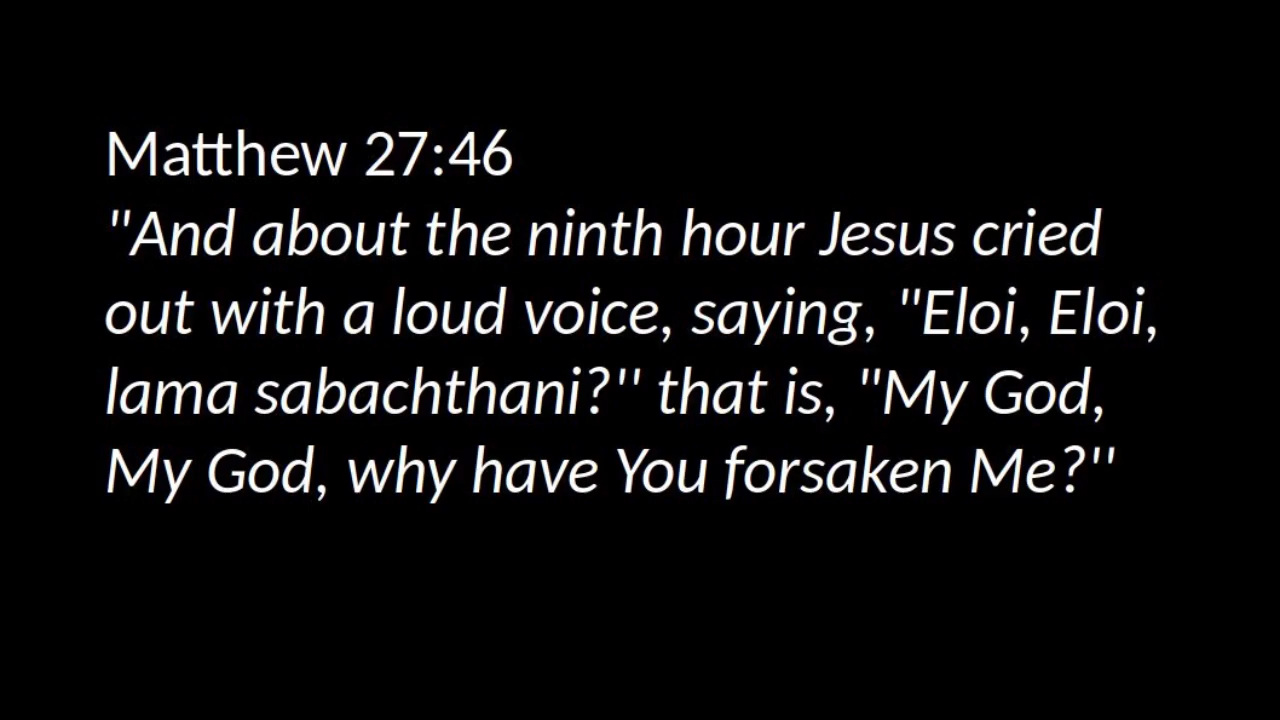 Matthew 27:46
"And about the ninth hour Jesus cried
out with a loud voice, saying, "Eloi, Eloi,
lama sabachthani?'' that is, "My God,
My God, why have You forsaken Me?''